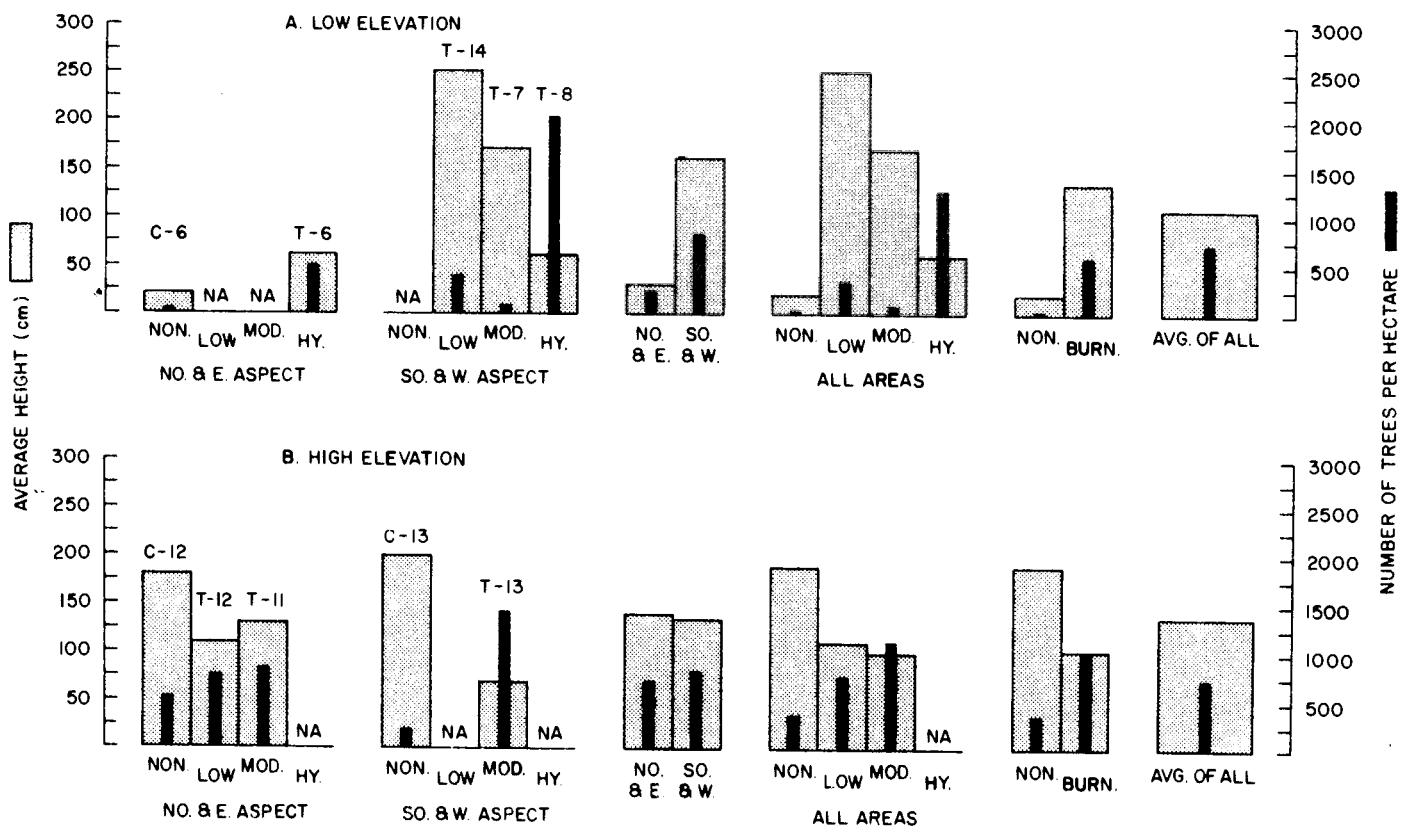 A. LOW ELEVATION
300
250
200
150
100
50
C-6
T-6
T-14
T-7 T-8
NA NA
NA
3000
2500
2000
1500
1000
500
NON. LOW MOD. HY.
NO. & E. ASPECT
NON. LOW MOD. HY.
SO. & W. ASPECT
NO. & E.
SO. & W.
NON. LOW MOD. HY.
ALL AREAS
NON. BURN.
AVG. OF ALL
AVERAGE HEIGHT (cm)
NUMBER OF TREES PER HECTARE
B. HIGH ELEVATION
300
250
200
150
100
50
C-12
T-12 T-11
NA
C-13
T-13
NA NA
NA
3000
2500
2000
1500
1000
500
NON. LOW MOD. HY.
NO. & E. ASPECT
NON. LOW MOD. HY.
SO. & W. ASPECT
NO. & E.
SO. & W.
NON. LOW MOD. HY.
ALL AREAS
NON. BURN.
AVG. OF ALL